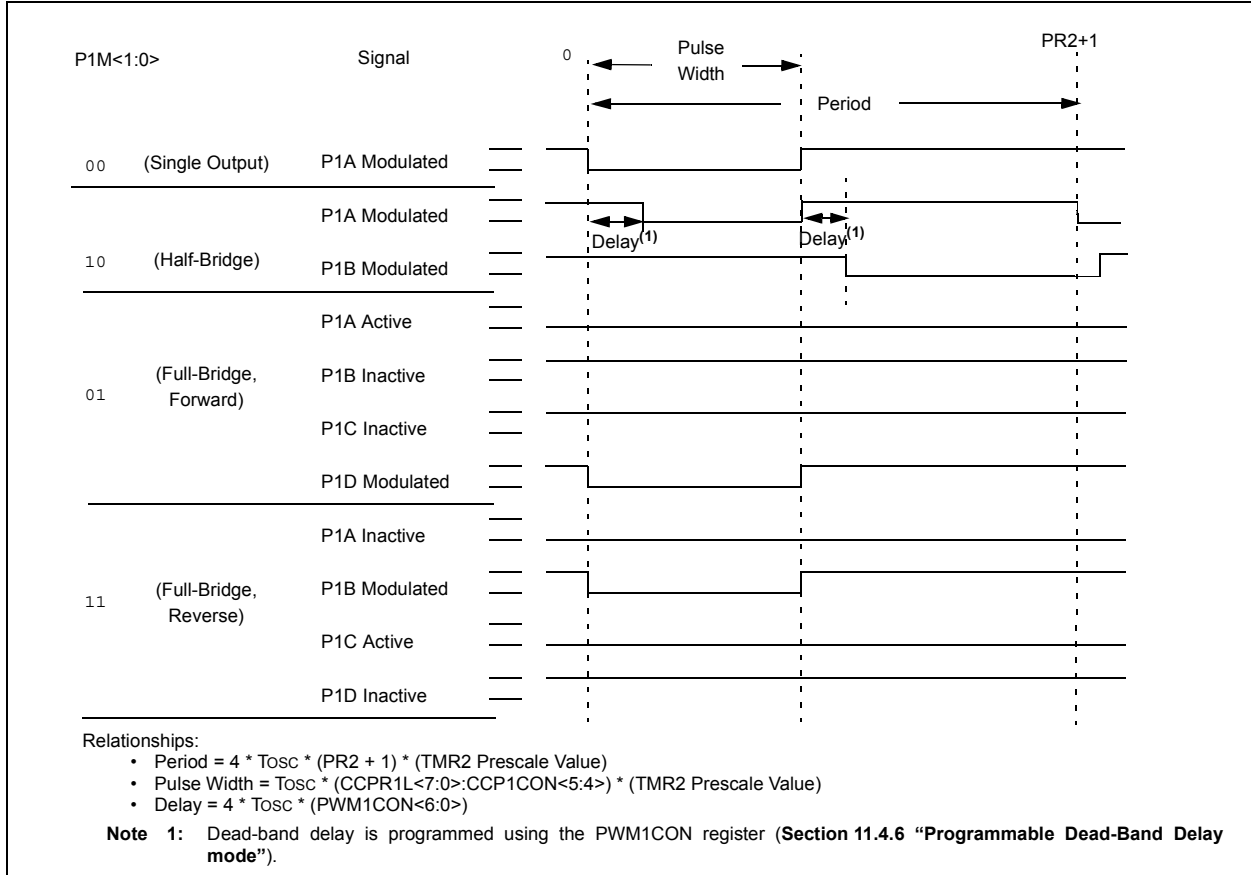 P1M<1:0> Signal 0 Pulse Width PR2+1
Period
00 (Single Output) P1A Modulated
P1A Modulated
Delay(1) Delay(1)
10 (Half-Bridge) P1B Modulated
P1A Active
01 (Full-Bridge, Forward) P1B Inactive
P1C Inactive
P1D Modulated
P1A Inactive
11 (Full-Bridge, Reverse) P1B Modulated
P1C Active
P1D Inactive
Relationships:
• Period = 4 * TOSC * (PR2 + 1) * (TMR2 Prescale Value)
• Pulse Width = TOSC * (CCPR1L<7:0>:CCP1CON<5:4>) * (TMR2 Prescale Value)
• Delay = 4 * TOSC * (PWM1CON<6:0>)
Note 1: Dead-band delay is programmed using the PWM1CON register (Section 11.4.6 “Programmable Dead-Band Delay
mode”).